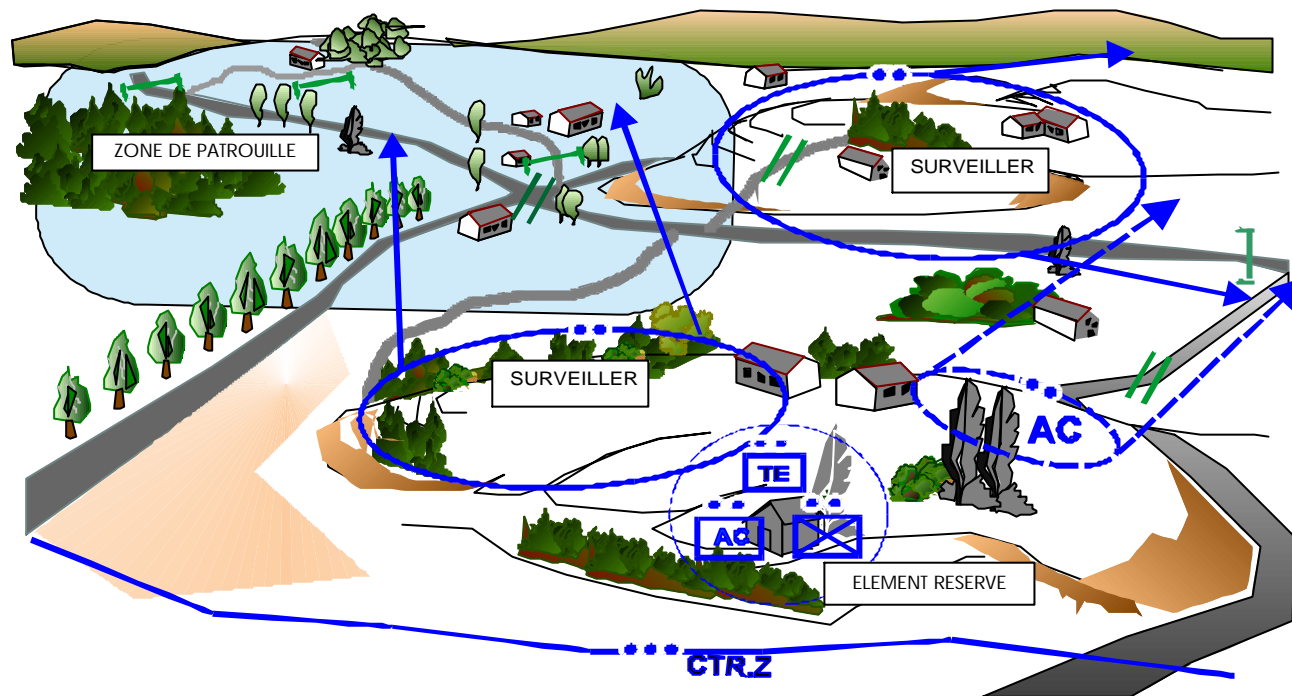 ZONE DE PATROUILLE
SURVEILLER
SURVEILLER
AC
TE
AC
ELEMENT RESERVE
CTR.Z